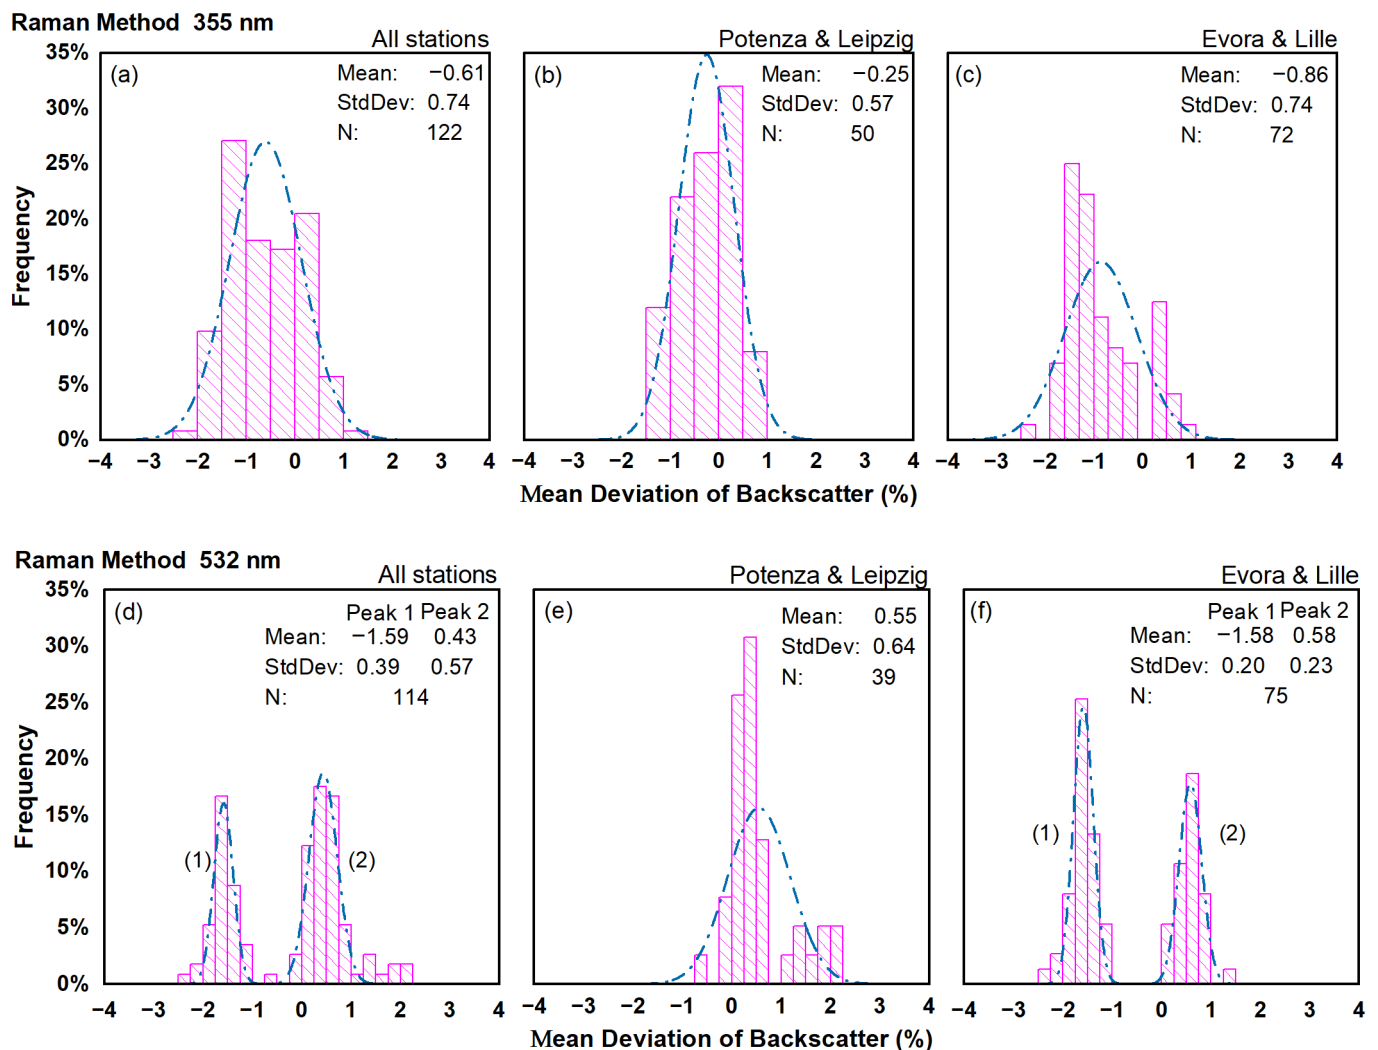 Raman Method 355 nm
All stations
Potenza & Leipzig
Evora & Lille
35%
30%
25%
20%
15%
10%
5%
0%
Frequency
(a)
Mean: −0.61
StdDev: 0.74
N: 122
(b)
Mean: −0.25
StdDev: 0.57
N: 50
(c)
Mean: −0.86
StdDev: 0.74
N: 72
−4 −3 −2 −1 0 1 2 3 4
−4 −3 −2 −1 0 1 2 3 4
−4 −3 −2 −1 0 1 2 3 4
Mean Deviation of Backscatter (%)
Raman Method 532 nm
All stations
Potenza & Leipzig
Evora & Lille
35%
30%
25%
20%
15%
10%
5%
0%
Frequency
(d)
Peak 1 Peak 2
Mean: −1.59 0.43
StdDev: 0.39 0.57
N: 114
(1)
(2)
(e)
Mean: 0.55
StdDev: 0.64
N: 39
(f)
Peak 1 Peak 2
Mean: −1.58 0.58
StdDev: 0.20 0.23
N: 75
(1)
(2)
−4 −3 −2 −1 0 1 2 3 4
−4 −3 −2 −1 0 1 2 3 4
−4 −3 −2 −1 0 1 2 3 4
Mean Deviation of Backscatter (%)